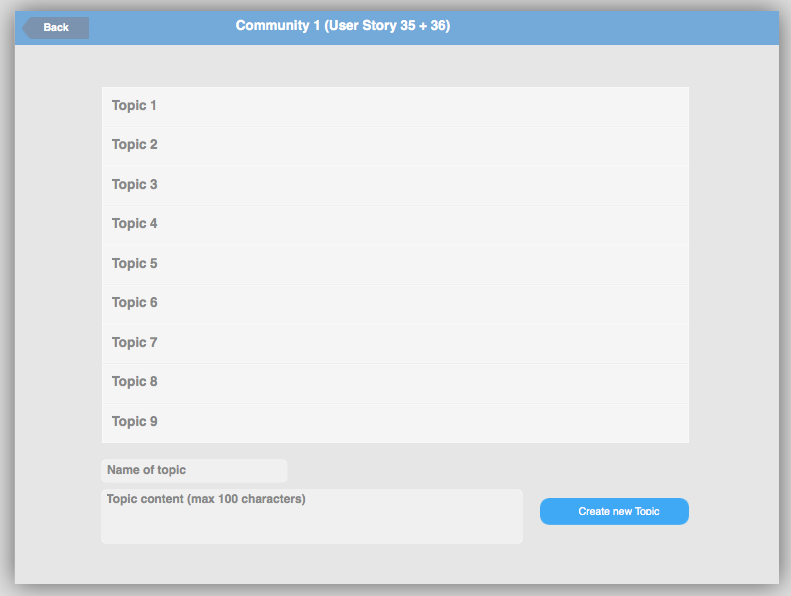 Back
Community 1 (User Story 35 + 36)
Topic 1
Topic 2
Topic 3
Topic 4
Topic 5
Topic 6
Topic 7
Topic 8
Topic 9
Name of topic
Topic content (max 100 characters)
Create new Topic